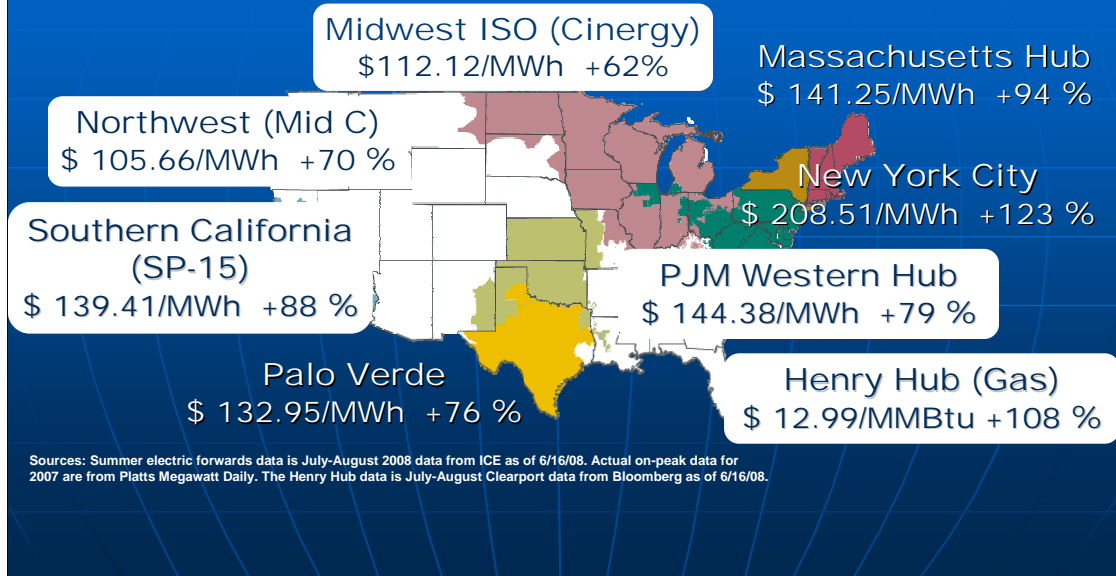 Midwest ISO (Cinergy)
$112.12/MWh +62%
Massachusetts Hub
$ 141.25/MWh +94 %
Northwest (Mid C)
$ 105.66/MWh +70 %
New York City
$ 208.51/MWh +123 %
Southern California
(SP-15)
$ 139.41/MWh +88 %
PJM Western Hub
$ 144.38/MWh +79 %
Palo Verde
$ 132.95/MWh +76 %
Henry Hub (Gas)
$ 12.99/MMBtu +108 %
Sources: Summer electric forwards data is July-August 2008 data from ICE as of 6/16/08. Actual on-peak data for
2007 are from Platts Megawatt Daily. The Henry Hub data is July-August Clearport data from Bloomberg as of 6/16/08.